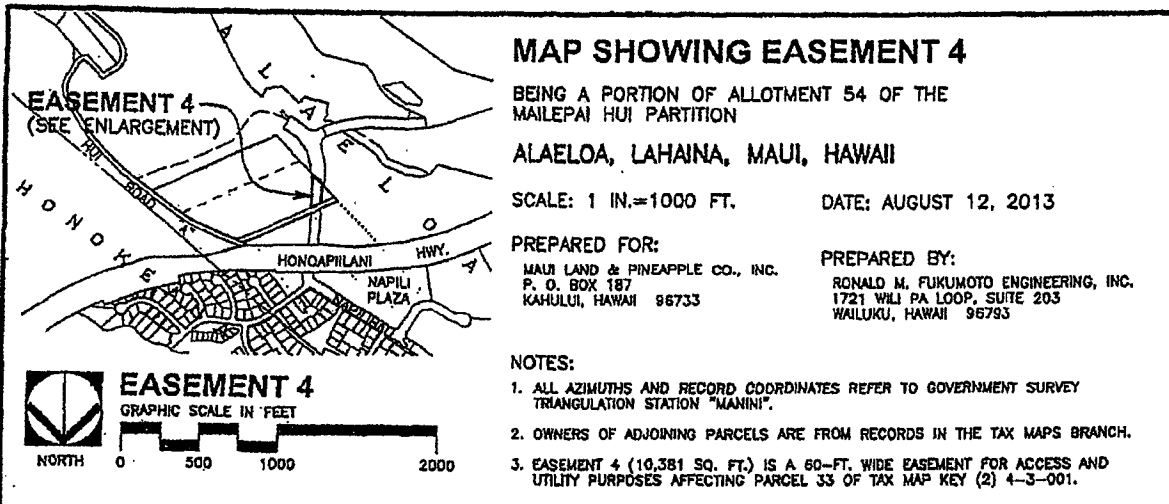 MAP SHOWING EASEMENT 4
BEING A PORTION OF ALLOTMENT 54 OF THE
MAILEPAI HUI PARTITION
ALAELOA, LAHAINA, MAUI, HAWAII
SCALE: 1 IN.=1000 FT. DATE: AUGUST 12, 2013
PREPARED FOR:
MAUI LAND & PINEAPPLE CO., INC.
P. O. BOX 187
KAHULUI, HAWAII 96733
PREPARED BY:
RONALD M. FUKUMOTO ENGINEERING, INC.
1721 WILI PA LOOP, SUITE 203
WAILUKU, HAWAII 96793
NOTES:
1. ALL AZIMUTHS AND RECORD COORDINATES REFER TO GOVERNMENT SURVEY
TRIANGULATION STATION "MANINI".
2. OWNERS OF ADJOINING PARCELS ARE FROM RECORDS IN THE TAX MAPS BRANCH.
3. EASEMENT 4 (10,381 SQ. FT.) IS A 60-FT. WIDE EASEMENT FOR ACCESS AND
UTILITY PURPOSES AFFECTING PARCEL 33 OF TAX MAP KEY (2) 4-3-001.
ALAELOA
EASEMENT 4
(SEE ENLARGEMENT)
HUI
ROAD
HONOKE
HONOAPIILANI HWY.
NAPILI
PLAZA
EASEMENT 4
GRAPHIC SCALE IN FEET
NORTH
0 500 1000 2000